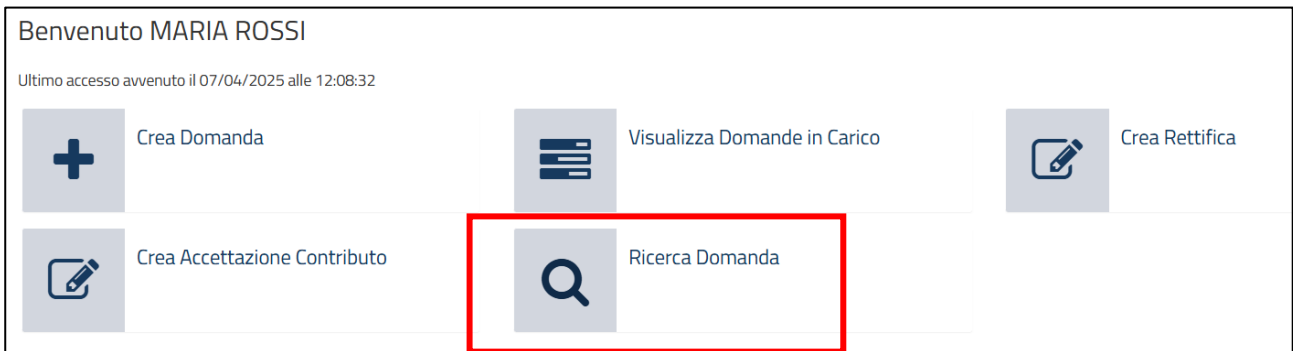 Benvenuto MARIA ROSSI
Ultimo accesso avvenuto il 07/04/2025 alle 12:08:32
Crea Domanda
Visualizza Domande in Carico
Crea Rettifica
Crea Accettazione Contributo
Ricerca Domanda